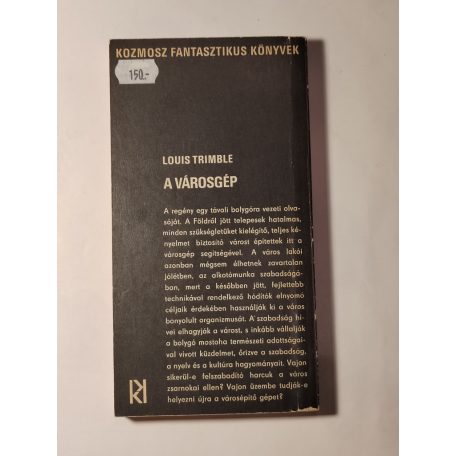 KOZMOSZ FANTASZTIKUS KÖNYVEK
150.-
LOUIS TRIMBLE
A VÁROSGÉP
A regény egy távoli bolygóra vezeti olva-
sóját. A Földről jött telepesek hatalmas,
minden szükségletüket kielégítő, teljes ké-
nyelmet biztosító várost építettek itt a
városgép segítségével. A város lakói
azonban mégsem élhetnek zavartalan
jólétben, az alkotómunka szabadságá-
ban, mert a későbben jött, fejlettebb
technikával rendelkező hódítók elnyomó
céljaik érdekében használják ki a város
bonyolult organizmusát. A szabadság hí-
vei elhagyják a várost, s inkább vállalják
a bolygó mostoha természeti adottságai-
val vívott küzdelmet, őrizve a szabadság,
a nyelv és a kultúra hagyományait. Vajon
sikerül-e felszabadító harcuk a város
zsarnokai ellen? Vajon üzembe tudják-e
helyezni újra a városépítő gépet?